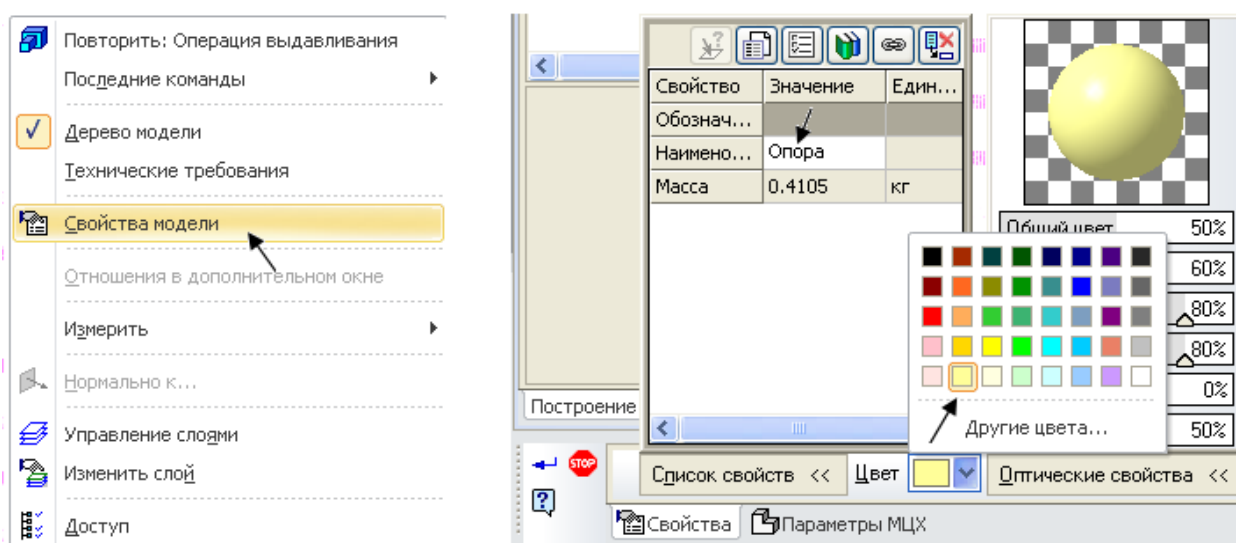 Повторить: Операция выдавливания
Последние команды
Дерево модели
Технические требования
Свойства модели
Отношения в дополнительном окне
Измерить
Нормально к...
Управление слоями
Изменить слой
Доступ
Свойство Значение Един...
Обознач...
Наимено... Опора
Масса 0.4105 кг
Общий цвет 50%
60%
80%
80%
0%
50%
Другие цвета...
Построение
STOP
Список свойств << Цвет Оптические свойства <<
Свойства Параметры МЦХ